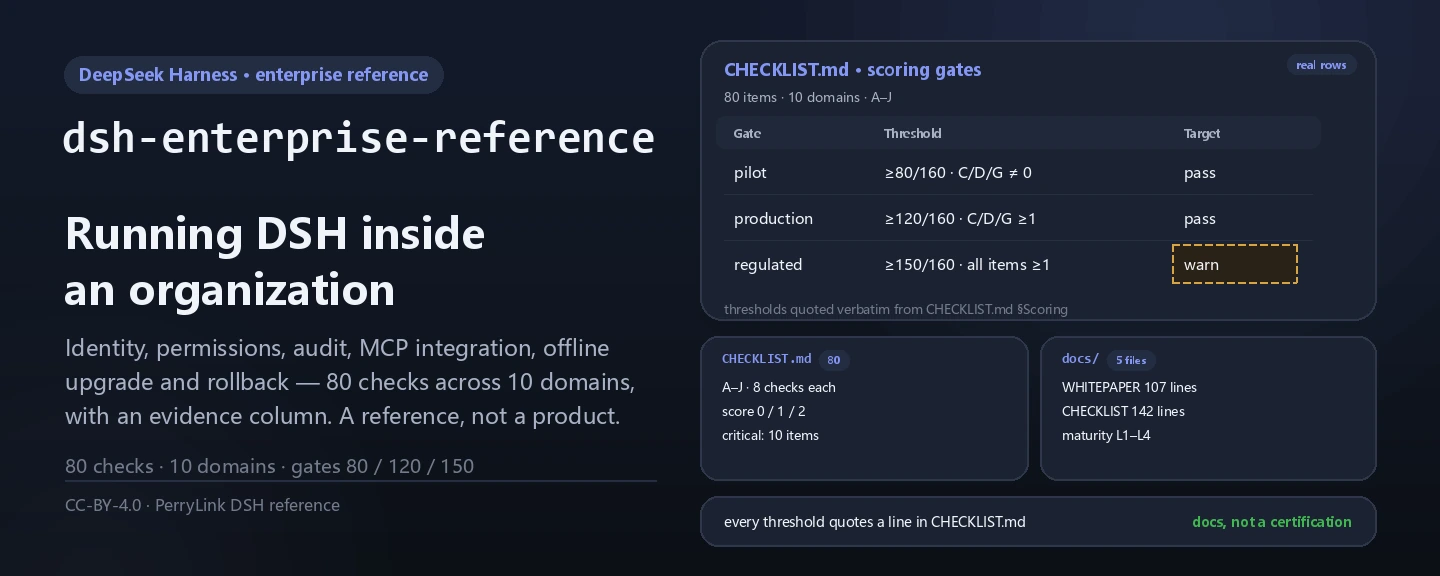 DeepSeek Harness • enterprise reference
dsh-enterprise-reference
Running DSH inside
an organization
Identity, permissions, audit, MCP integration, offline
upgrade and rollback — 80 checks across 10 domains,
with an evidence column. A reference, not a product.
80 checks · 10 domains · gates 80 / 120 / 150
CC-BY-4.0 · PerryLink DSH reference
CHECKLIST.md • scoring gates
real rows
80 items · 10 domains · A–J
Gate Threshold Target
pilot ≥80/160 · C/D/G ≠ 0 pass
production ≥120/160 · C/D/G ≥1 pass
regulated ≥150/160 · all items ≥1 warn
thresholds quoted verbatim from CHECKLIST.md §Scoring
CHECKLIST.md 80
A–J · 8 checks each
score 0 / 1 / 2
critical: 10 items
docs/ 5 files
WHITEPAPER 107 lines
CHECKLIST 142 lines
maturity L1–L4
every threshold quotes a line in CHECKLIST.md
docs, not a certification